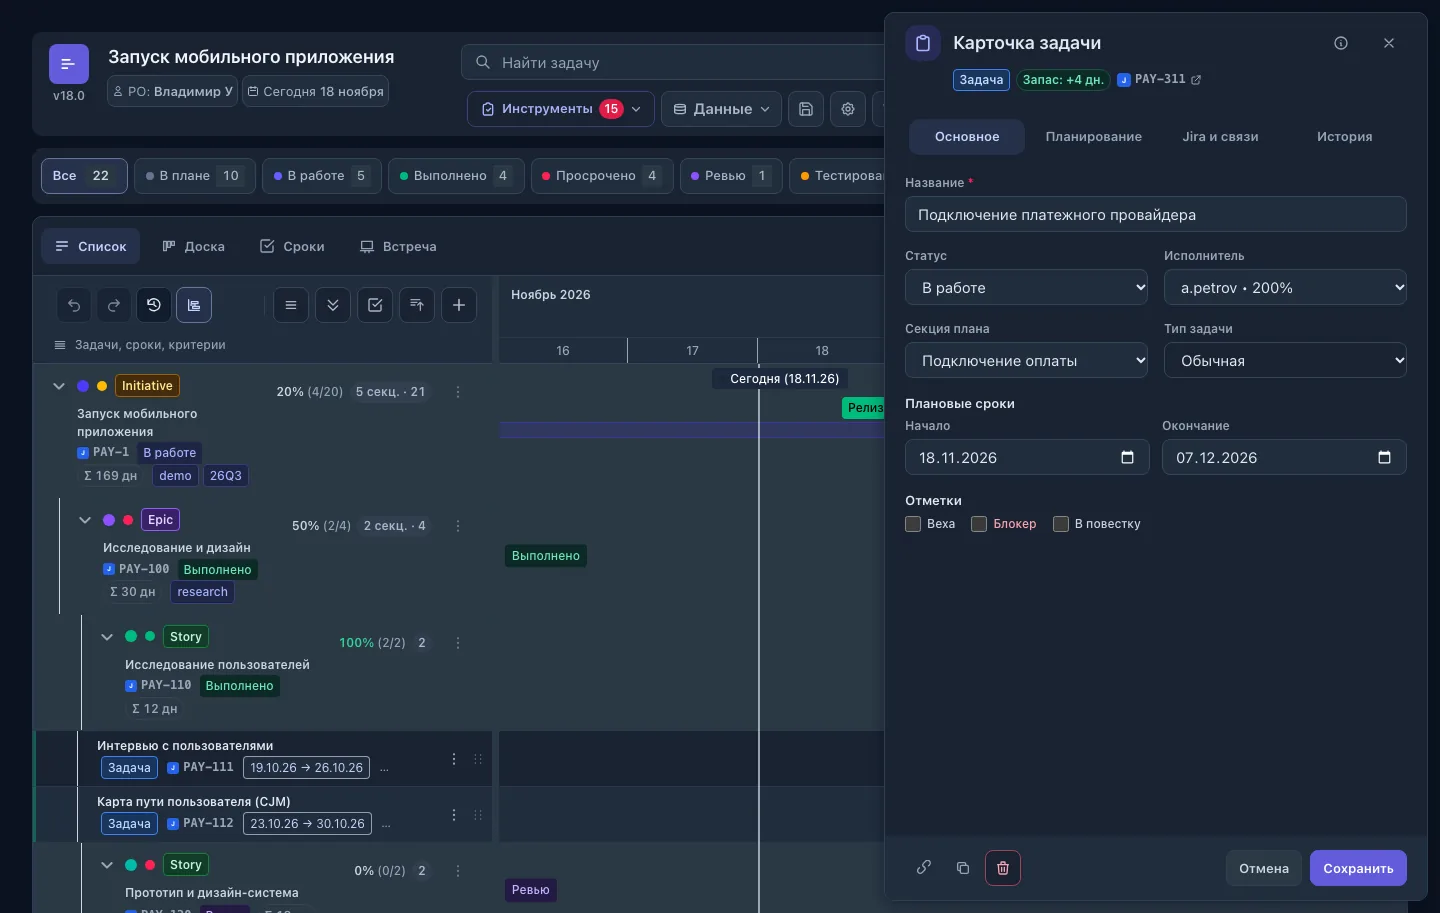 Запуск мобильного приложения
v18.0
PO: Владимир У
Сегодня 18 ноября
Найти задачу
Инструменты 15
Данные
Все 22
В плане 10
В работе 5
Выполнено 4
Просрочено 4
Ревью 1
Список
Доска
Сроки
Встреча
Задачи, сроки, критерии
Ноябрь 2026
16 17 18
Сегодня (18.11.26)
Initiative
20% (4/20) 5 секц. · 21
Запуск мобильного
приложения
PAY-1 В работе
Σ 169 дн demo 26Q3
Epic
50% (2/4) 2 секц. · 4
Исследование и дизайн
PAY-100 Выполнено
Σ 30 дн research
Выполнено
Story
100% (2/2) 2
Исследование пользователей
PAY-110 Выполнено
Σ 12 дн
Интервью с пользователями
Задача PAY-111 19.10.26 → 26.10.26 ...
Карта пути пользователя (CJM)
Задача PAY-112 23.10.26 → 30.10.26 ...
Story
0% (0/2) 2
Прототип и дизайн-система
Ревью
Карточка задачи
Задача Запас: +4 дн. PAY-311
Основное Планирование Jira и связи История
Название *
Подключение платежного провайдера
Статус
В работе
Исполнитель
a.petrov • 200%
Секция плана
Подключение оплаты
Тип задачи
Обычная
Плановые сроки
Начало
18.11.2026
Окончание
07.12.2026
Отметки
Веха Блокер В повестку
Отмена Сохранить